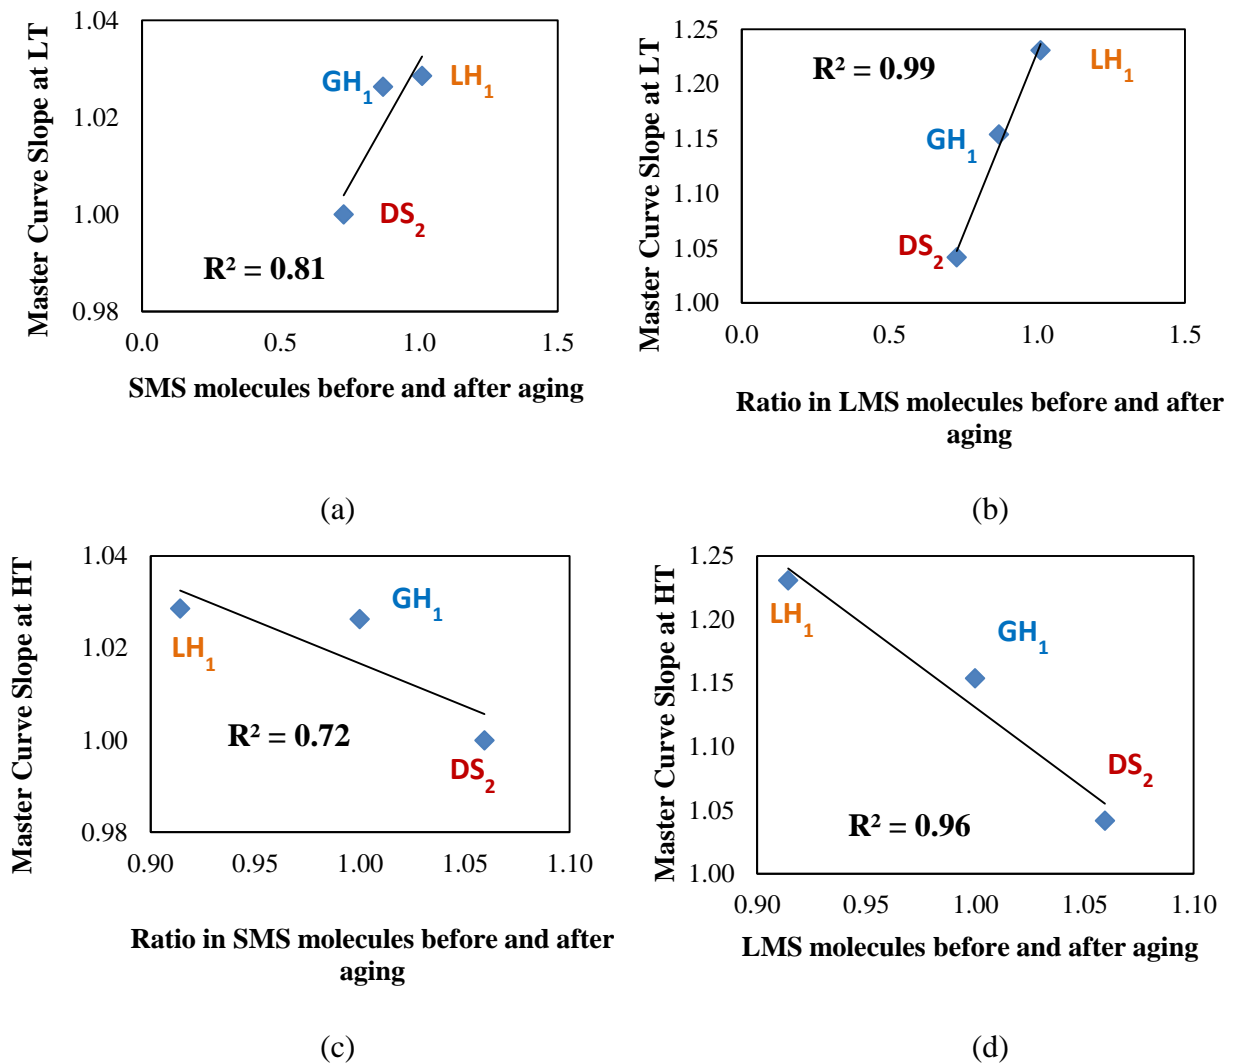 Master Curve Slope at LT
1.04
1.02
1.00
0.98
GH1
LH1
DS2
R² = 0.81
0.0 0.5 1.0 1.5
SMS molecules before and after aging
(a)
Master Curve Slope at LT
1.25
1.20
1.15
1.10
1.05
1.00
R² = 0.99
LH1
GH1
DS2
0.0 0.5 1.0 1.5
Ratio in LMS molecules before and after
aging
(b)
Master Curve Slope at HT
1.04
1.02
1.00
0.98
GH1
LH1
R² = 0.72
DS2
0.90 0.95 1.00 1.05 1.10
Ratio in SMS molecules before and after
aging
(c)
Master Curve Slope at HT
1.25
1.20
1.15
1.10
1.05
1.00
LH1
GH1
DS2
R² = 0.96
0.90 0.95 1.00 1.05 1.10
LMS molecules before and after aging
(d)